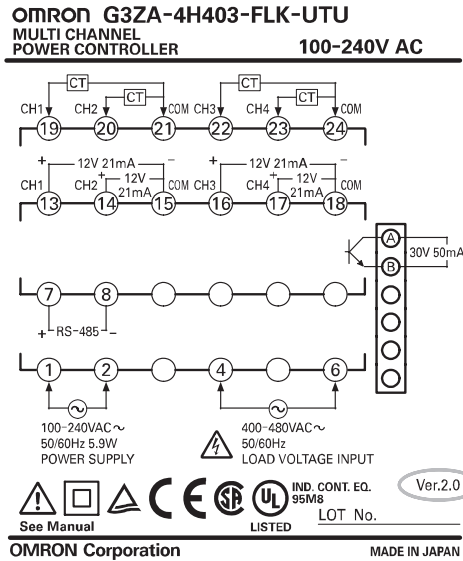 OMRON G3ZA-4H403-FLK-UTU
MULTI CHANNEL
POWER CONTROLLER 100-240V AC
CT CT
CT CT
CH1 CH2 COM CH3 CH4 COM
19 20 21 22 23 24
+ 12V 21mA - + 12V 21mA -
CH1 CH2 + 12V 21mA COM CH3 CH4 + 12V 21mA COM
13 14 15 16 17 18
A
30V 50mA
B
7 8
+ RS-485 -
1 2 4 6
100-240VAC~ 400-480VAC~
50/60Hz 5.9W 50/60Hz
POWER SUPPLY LOAD VOLTAGE INPUT
Ver.2.0
CE SA UL IND. CONT. EQ.
95M8
See Manual LISTED LOT No.
OMRON Corporation MADE IN JAPAN